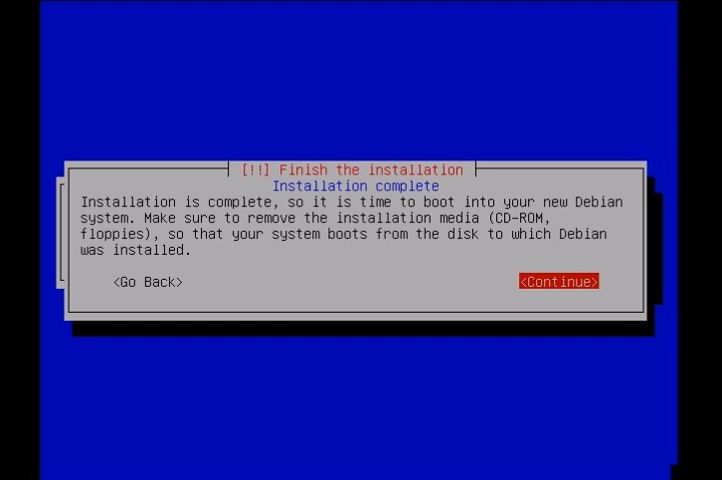 [!!] Finish the installation
Installation complete
Installation is complete, so it is time to boot into your new Debian
system. Make sure to remove the installation media (CD-ROM,
floppies), so that your system boots from the disk to which Debian
was installed.
<Go Back> <Continue>